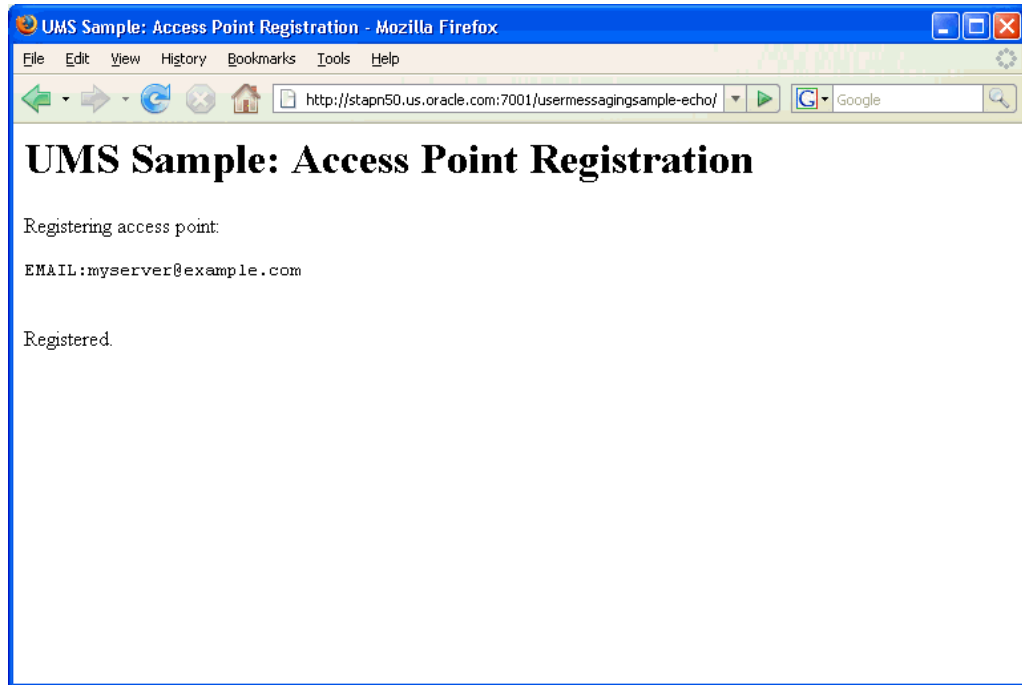 UMS Sample: Access Point Registration - Mozilla Firefox
File Edit View History Bookmarks Tools Help
http://stapn50.us.oracle.com:7001/usermessagingsample-echo/ G Google
UMS Sample: Access Point Registration
Registering access point:
EMAIL:myserver@example.com
Registered.